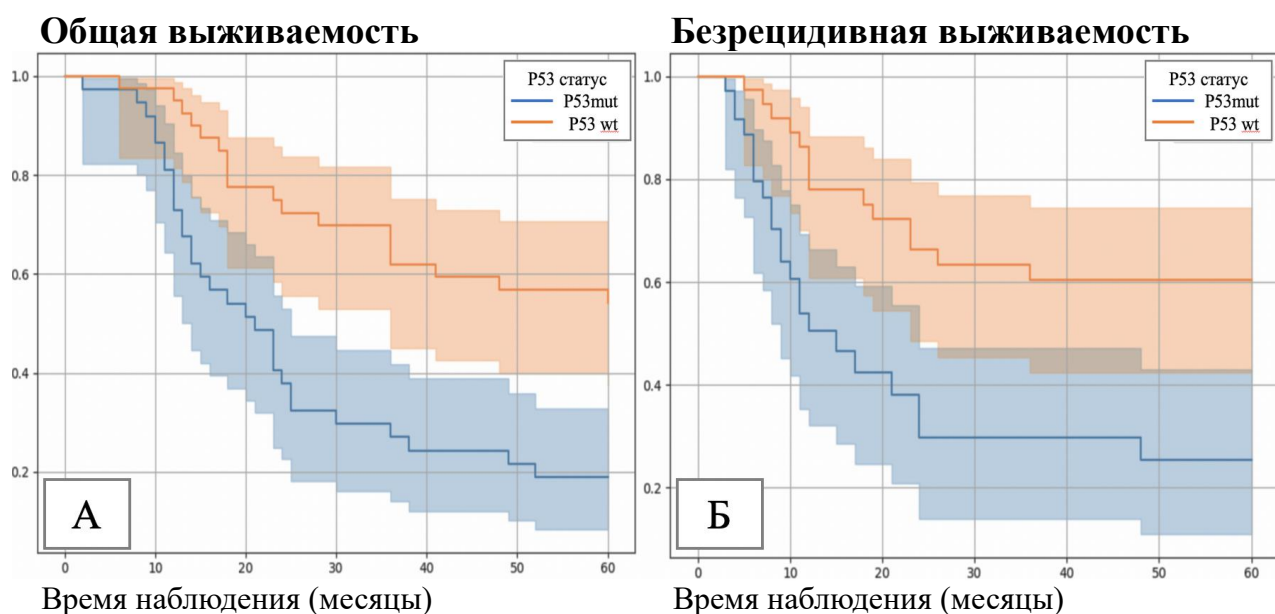 Общая выживаемость
Безрецидивная выживаемость
1.0
0.8
0.6
0.4
0.2
0
10
20
30
40
50
60
P53 статус
P53mut
P53 wt
А
Время наблюдения (месяцы)
1.0
0.8
0.6
0.4
0.2
0
10
20
30
40
50
60
P53 статус
P53mut
P53 wt
Б
Время наблюдения (месяцы)